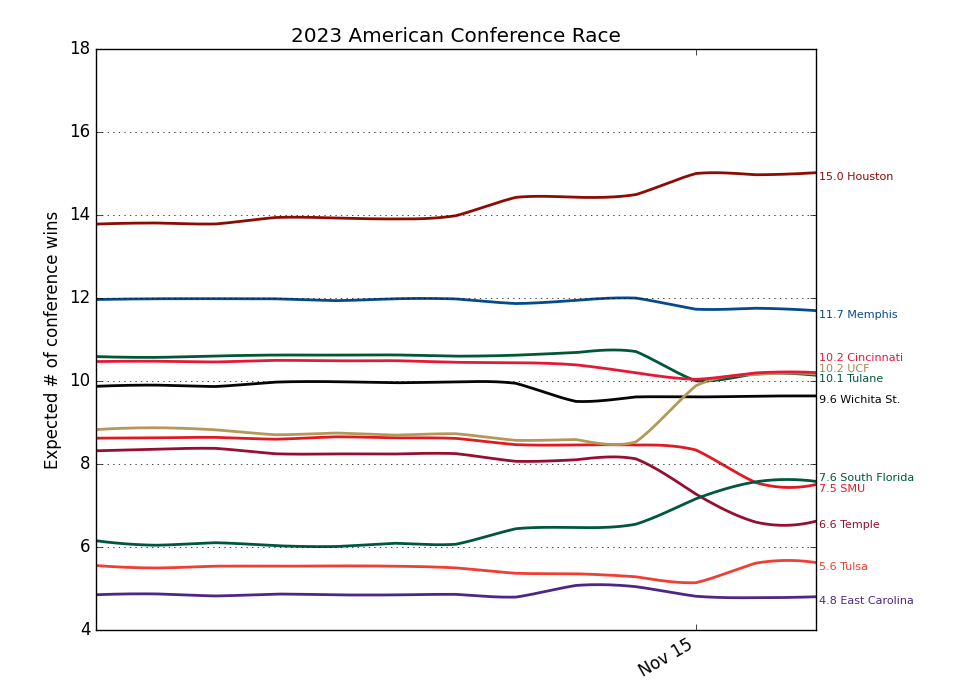 2023 American Conference Race
Expected # of conference wins
18
16
14
12
10
8
6
4
15.0 Houston
11.7 Memphis
10.2 Cincinnati
10.2 UCF
10.1 Tulane
9.6 Wichita St.
7.6 South Florida
7.5 SMU
6.6 Temple
5.6 Tulsa
4.8 East Carolina
Nov 15